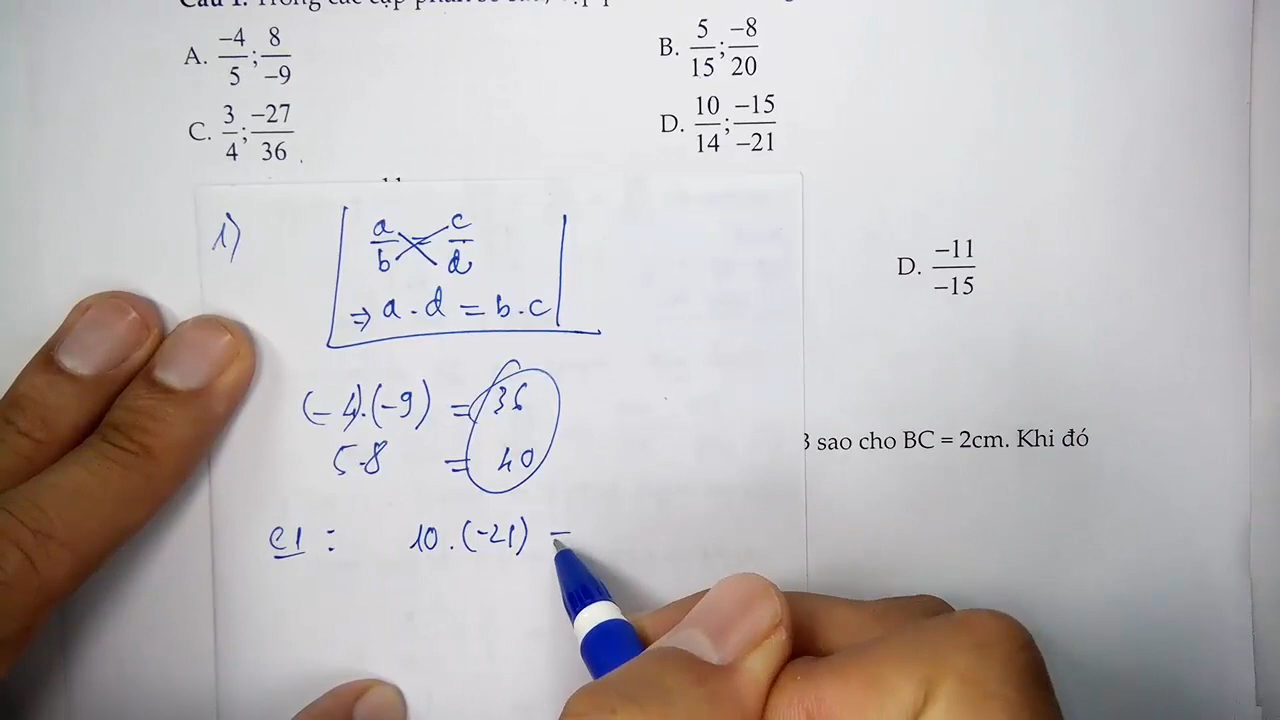 A. -4/5 ; 8/-9
B. 5/15 ; -8/20
C. 3/4 ; -27/36
D. 10/14 ; -15/-21
1)
a/b = c/d
⇒ a . d = b . c
D. -11/-15
(-4).(-9) = 36
5.8 = 40
sao cho BC = 2cm. Khi đó
C1 : 10 . (-21) =